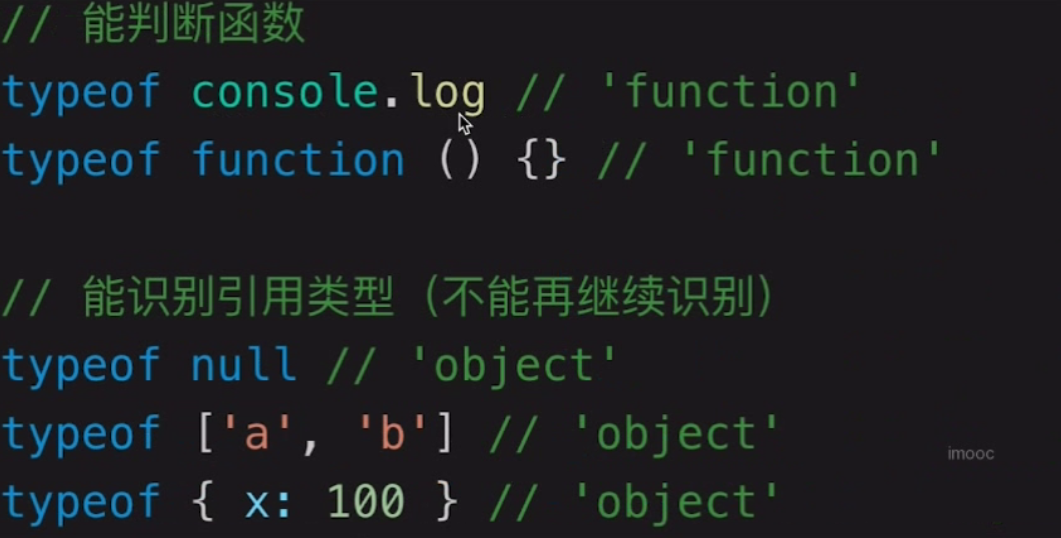 // 能判断函数
typeof console.log // 'function'
typeof function () {} // 'function'
// 能识别引用类型（不能再继续识别）
typeof null // 'object'
typeof ['a', 'b'] // 'object'
imooc
typeof { x: 100 } // 'object'